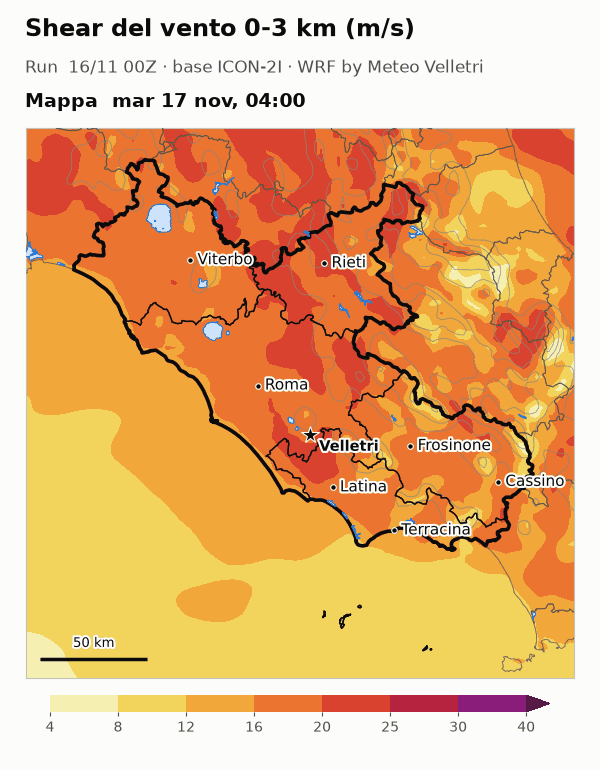 Shear del vento 0-3 km (m/s)
Run  16/11 00Z · base ICON-2I · WRF by Meteo Velletri
Mappa  mar 17 nov, 04:00
Viterbo
Rieti
Roma
Velletri
Frosinone
Cassino
Latina
Terracina
50 km
4 8 12 16 20 25 30 40